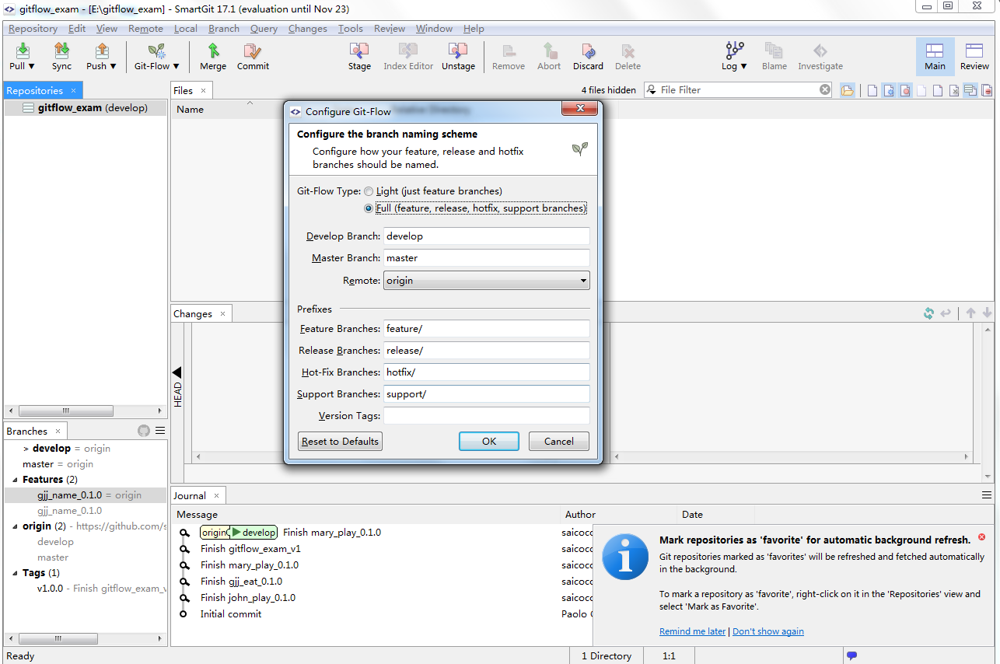 gitflow_exam - [E:\gitflow_exam] - SmartGit 17.1 (evaluation until Nov 23)
Repository Edit View Remote Local Branch Query Changes Tools Review Window Help
Pull ▼ Sync Push ▼ Git-Flow ▼ Merge Commit Stage Index Editor Unstage Remove Abort Discard Delete Log ▼ Blame Investigate Main Review
Repositories
gitflow_exam (develop)
Files
4 files hidden
File Filter
Name
Configure Git-Flow
Configure the branch naming scheme
Configure how your feature, release and hotfix
branches should be named.
Git-Flow Type: Light (just feature branches)
Full (feature, release, hotfix, support branches)
Develop Branch: develop
Master Branch: master
Remote: origin
Prefixes
Feature Branches: feature/
Release Branches: release/
Hot-Fix Branches: hotfix/
Support Branches: support/
Version Tags:
Reset to Defaults OK Cancel
Changes
HEAD
Branches
> develop = origin
master = origin
Features (2)
gjj_name_0.1.0 = origin
gjj_name_0.1.0
origin (2) - https://github.com/s
develop
master
Tags (1)
v1.0.0 - Finish gitflow_exam_v
Journal
Message Author Date
origin develop Finish mary_play_0.1.0 saicoco
Finish gitflow_exam_v1 saicoco
Finish mary_play_0.1.0 saicoco
Finish gjj_eat_0.1.0 saicoco
Finish john_play_0.1.0 saicoco
Initial commit Paolo
Mark repositories as 'favorite' for automatic background refresh.
Git repositories marked as 'favorites' will be refreshed and fetched automatically
in the background.
To mark a repository as 'favorite', right-click on it in the 'Repositories' view and
select 'Mark as Favorite'.
Remind me later | Don't show again
Ready
1 Directory
1:1